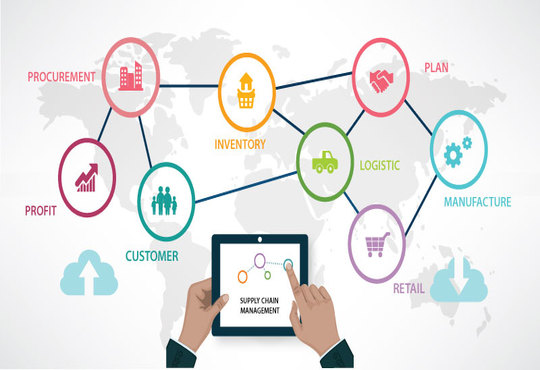 PROCUREMENT
PLAN
INVENTORY
LOGISTIC
MANUFACTURE
PROFIT
CUSTOMER
RETAIL
SUPPLY CHAIN
MANAGEMENT